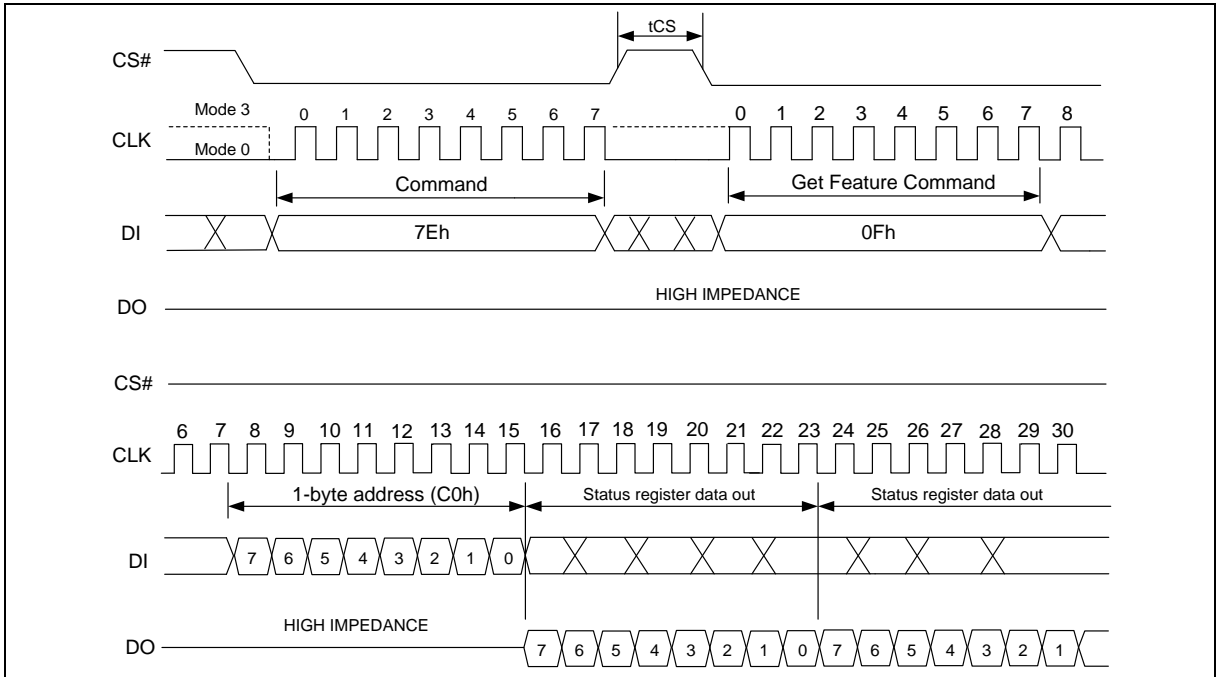 tCS
CS#
Mode 3
0 1 2 3 4 5 6 7 0 1 2 3 4 5 6 7 8
CLK
Mode 0
Command Get Feature Command
DI 7Eh 0Fh
HIGH IMPEDANCE
DO
CS#
6 7 8 9 10 11 12 13 14 15 16 17 18 19 20 21 22 23 24 25 26 27 28 29 30
CLK
1-byte address (C0h) Status register data out Status register data out
DI 7 6 5 4 3 2 1 0
HIGH IMPEDANCE
DO 7 6 5 4 3 2 1 0 7 6 5 4 3 2 1